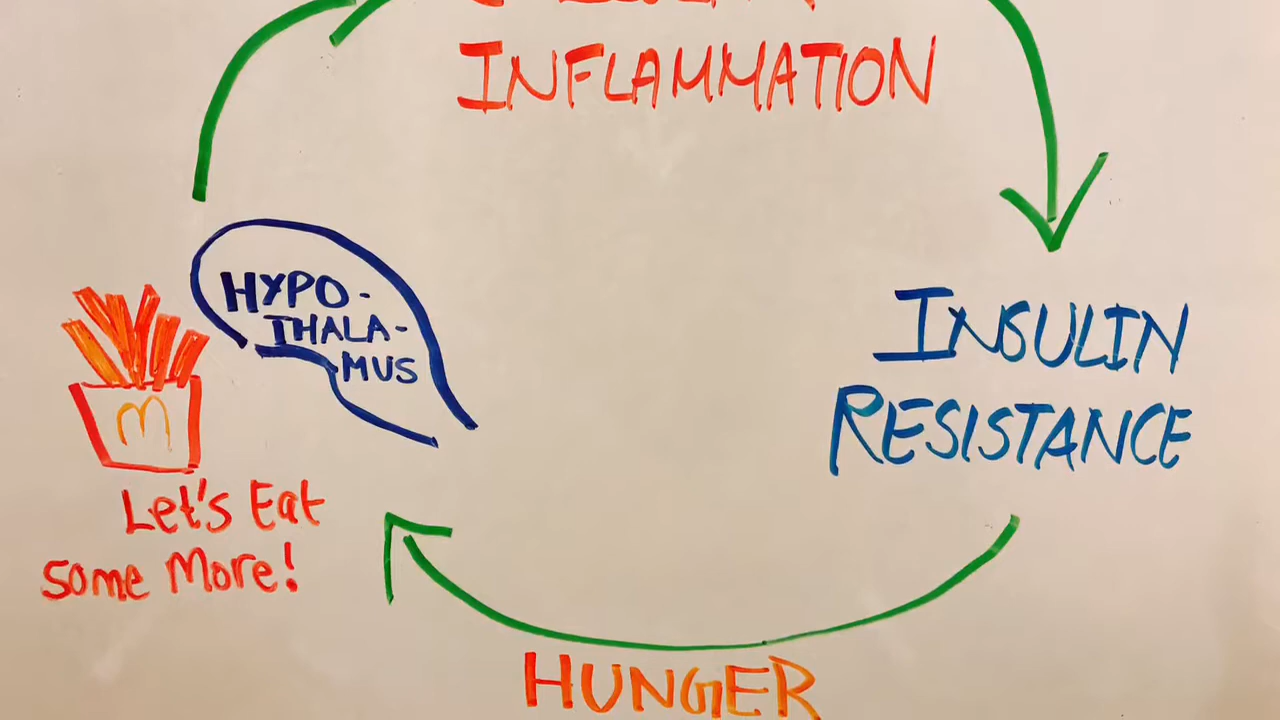 INFLAMMATION
HYPO-
THALA-
MUS
INSULIN
RESISTANCE
M
Let's Eat
Some More!
HUNGER